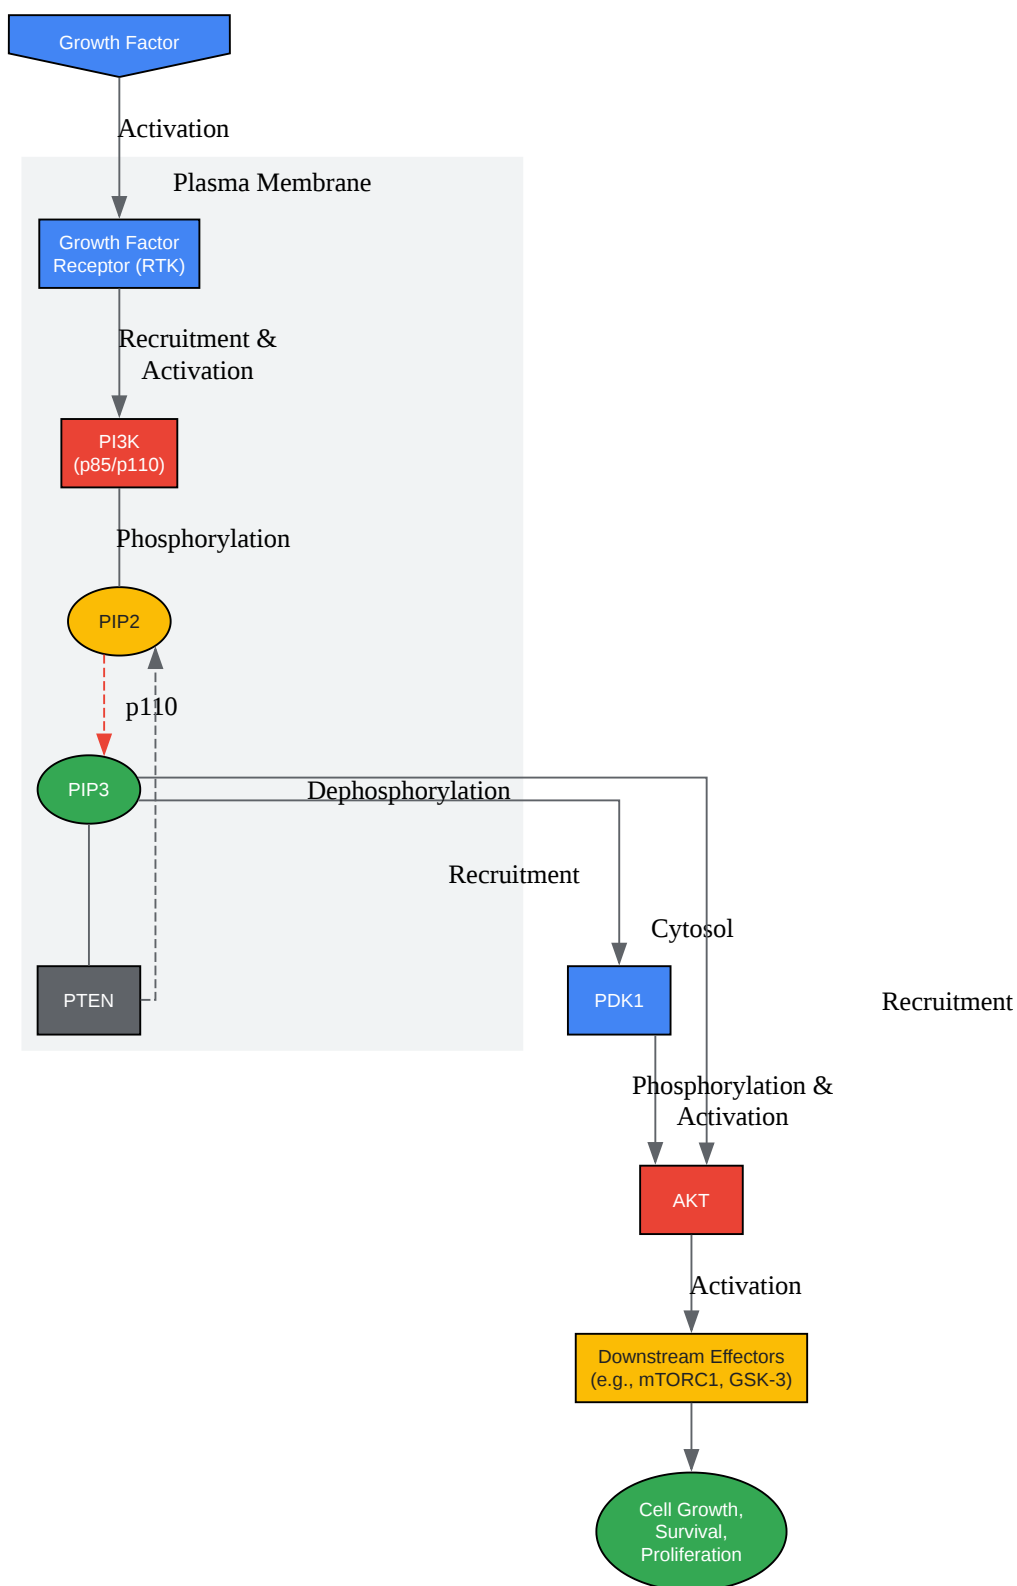 Growth Factor
Activation
Plasma Membrane
Growth Factor
Receptor (RTK)
Recruitment &
Activation
PI3K
(p85/p110)
Phosphorylation
PIP2
p110
PIP3
Dephosphorylation
Recruitment
Cytosol
PTEN
PDK1
Recruitment
Phosphorylation &
Activation
AKT
Activation
Downstream Effectors
(e.g., mTORC1, GSK-3)
Cell Growth,
Survival,
Proliferation